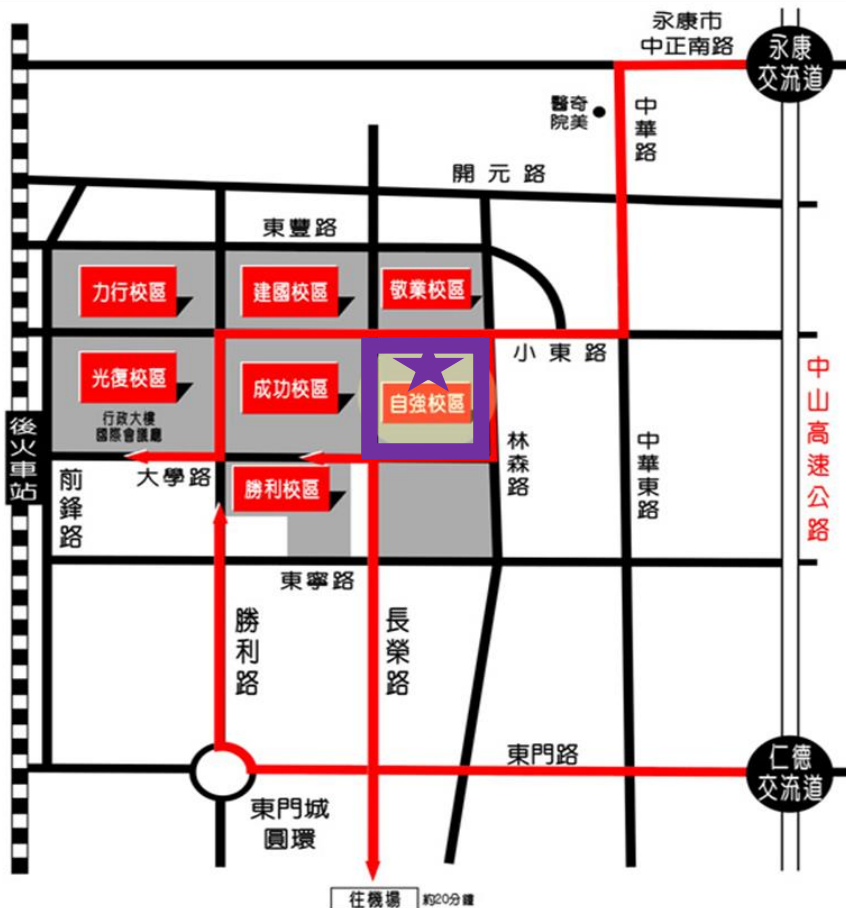 永康市
中正南路
永康
交流道
奇美
醫院
中華路
開元路
東豐路
力行校區
建國校區
敬業校區
小東路
光復校區
成功校區
自強校區
行政大樓
國際會議廳
中山高速公路
後火車站
前鋒路
大學路
勝利校區
林森路
中華東路
東寧路
勝利路
長榮路
東門路
仁德
交流道
東門城
圓環
往機場 約20分鐘